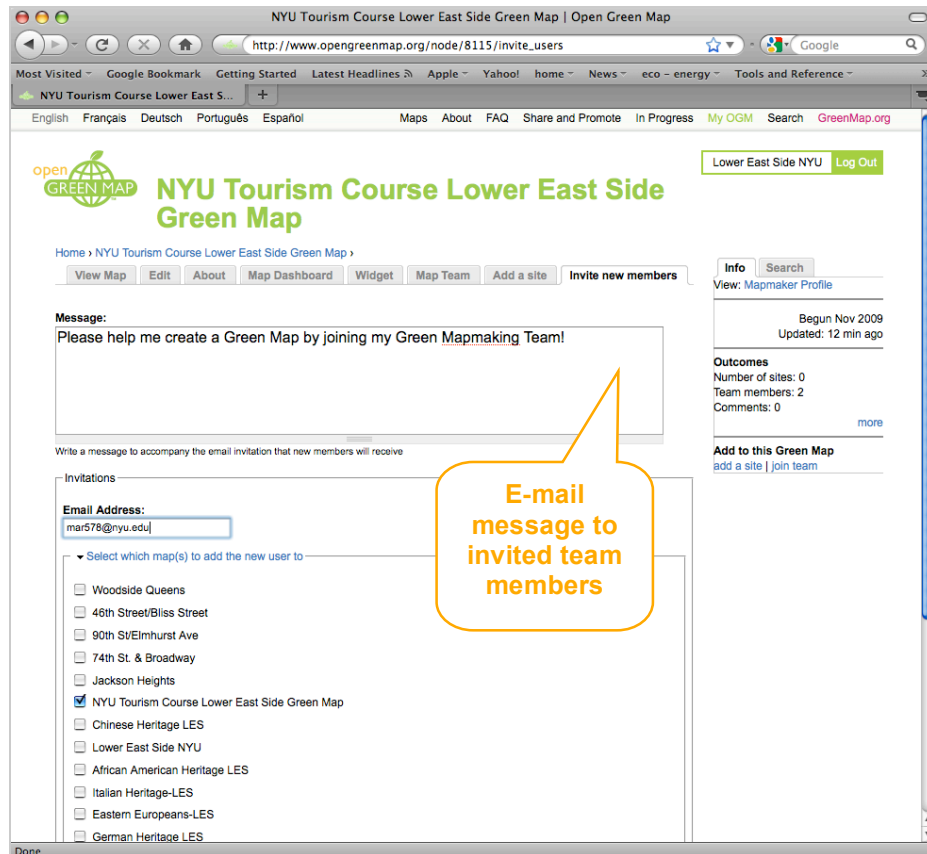 NYU Tourism Course Lower East Side Green Map | Open Green Map
http://www.opengreenmap.org/node/8115/invite_users
Google
Most Visited Google Bookmark Getting Started Latest Headlines Apple Yahoo! home News eco – energy Tools and Reference
NYU Tourism Course Lower East S... +
English Français Deutsch Português Español Maps About FAQ Share and Promote In Progress My OGM Search GreenMap.org
Lower East Side NYU Log Out
open
GREEN MAP
NYU Tourism Course Lower East Side
Green Map
Home › NYU Tourism Course Lower East Side Green Map ›
View Map Edit About Map Dashboard Widget Map Team Add a site Invite new members
Info Search
View: Mapmaker Profile
Begun Nov 2009
Updated: 12 min ago
Outcomes
Number of sites: 0
Team members: 2
Comments: 0
more
Add to this Green Map
add a site | join team
Message:
Please help me create a Green Map by joining my Green Mapmaking Team!
Write a message to accompany the email invitation that new members will receive
E-mail
message to
invited team
members
Invitations
Email Address:
mar578@nyu.edu
Select which map(s) to add the new user to
Woodside Queens
46th Street/Bliss Street
90th St/Elmhurst Ave
74th St. & Broadway
Jackson Heights
NYU Tourism Course Lower East Side Green Map
Chinese Heritage LES
Lower East Side NYU
African American Heritage LES
Italian Heritage-LES
Eastern Europeans-LES
German Heritage LES
Done